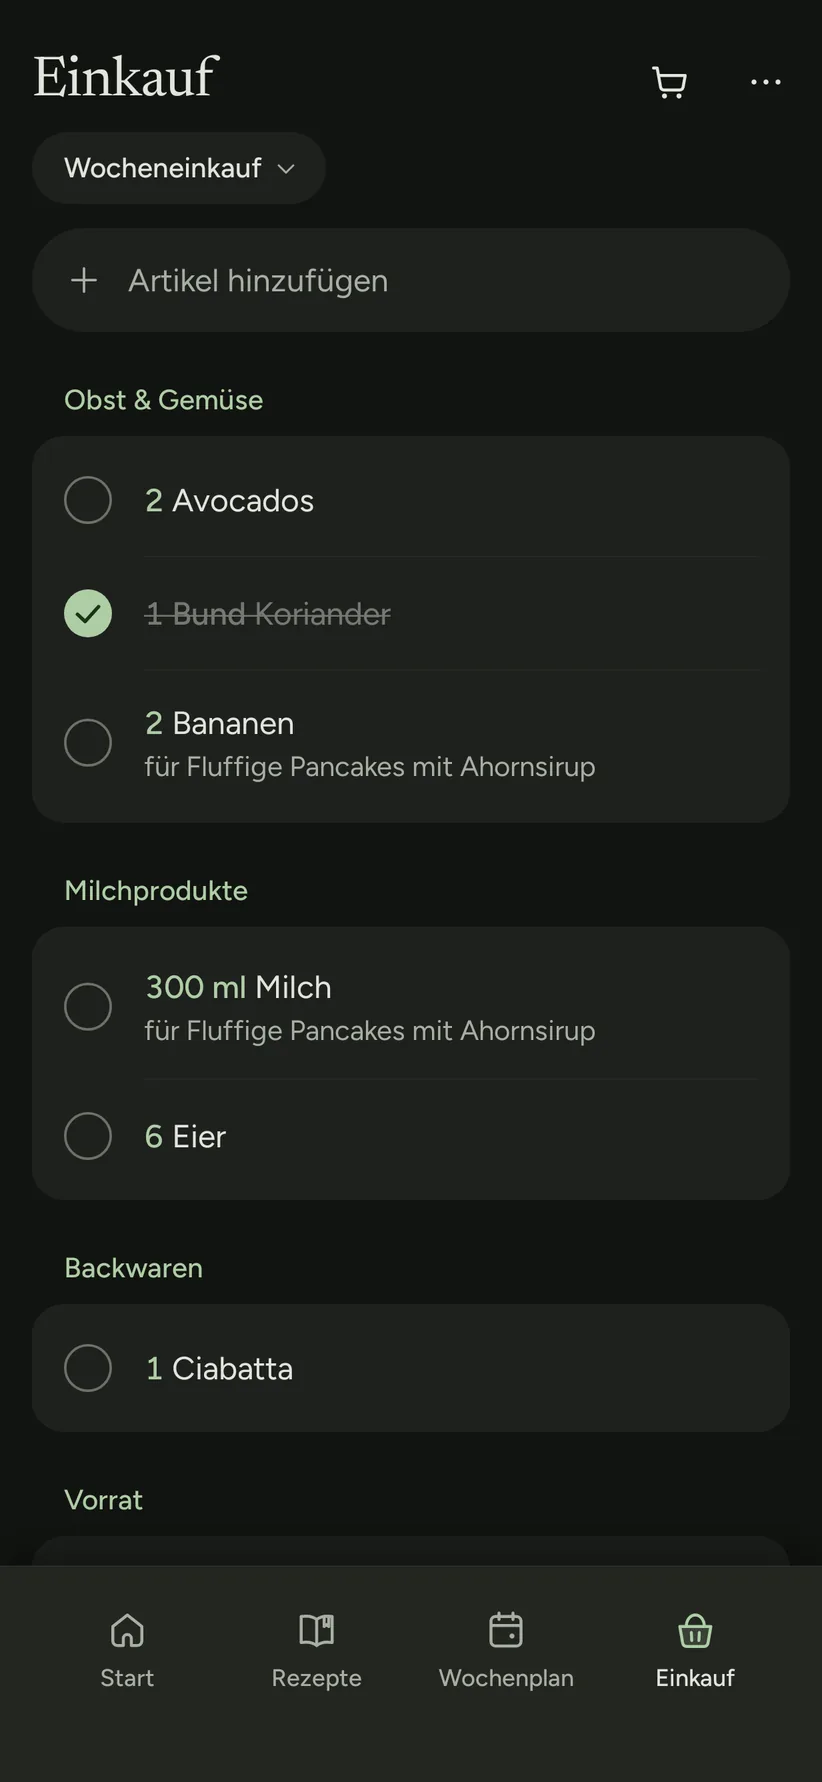 Einkauf
Wocheneinkauf
Artikel hinzufügen
Obst & Gemüse
2 Avocados
1 Bund Koriander
2 Bananen
für Fluffige Pancakes mit Ahornsirup
Milchprodukte
300 ml Milch
für Fluffige Pancakes mit Ahornsirup
6 Eier
Backwaren
1 Ciabatta
Vorrat
Start
Rezepte
Wochenplan
Einkauf